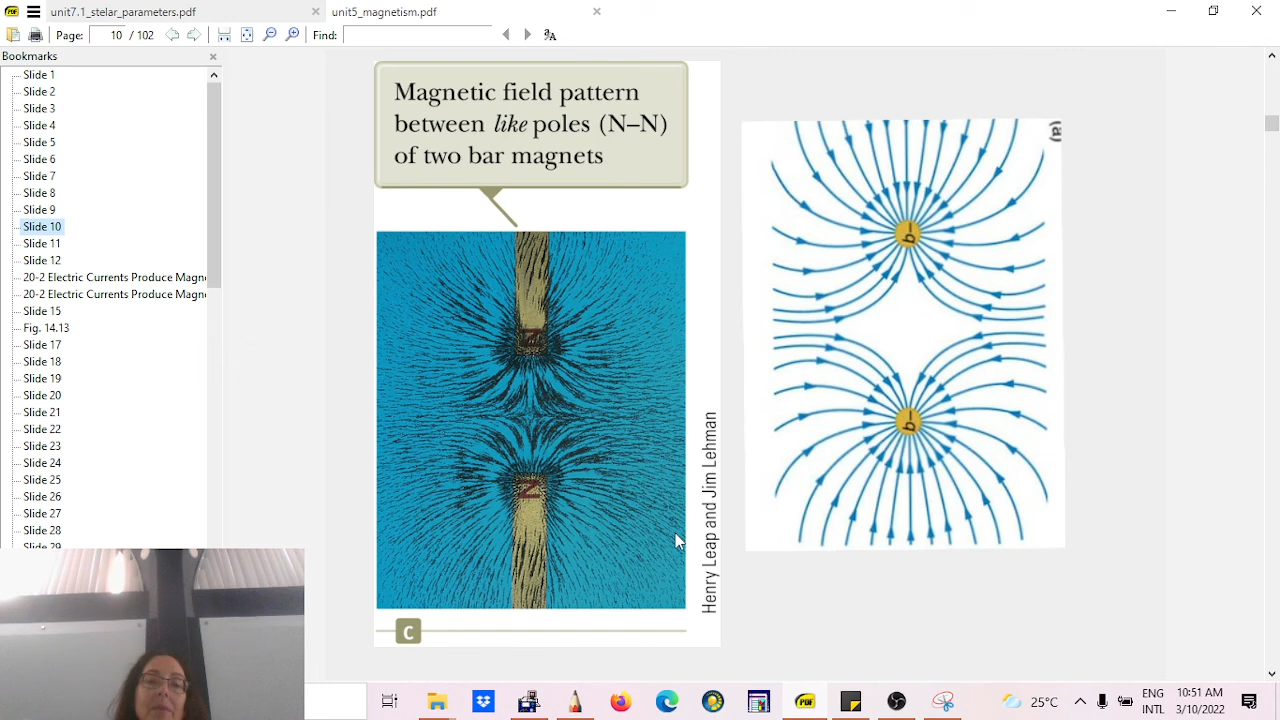 unit7.1_stelar_parameters.pdf
unit5_magnetism.pdf
Page: 10 / 102
Find:
Bookmarks
Slide 1
Slide 2
Slide 3
Slide 4
Slide 5
Slide 6
Slide 7
Slide 8
Slide 9
Slide 10
Slide 11
Slide 12
20-2 Electric Currents Produce Magn
20-2 Electric Currents Produce Magn
Slide 15
Fig. 14.13
Slide 17
Slide 18
Slide 19
Slide 20
Slide 21
Slide 22
Slide 23
Slide 24
Slide 25
Slide 26
Slide 27
Slide 28
Slide 29
Magnetic field pattern
between like poles (N–N)
of two bar magnets
N
N
C
Henry Leap and Jim Lehman
(a)
25°C
ENG
INTL
10:51 AM
3/10/2022